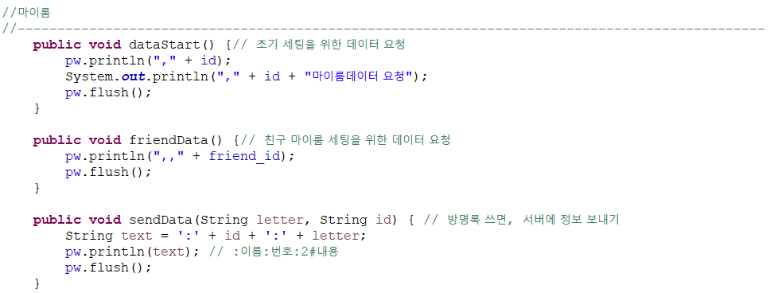 //마이룸
//----------------------------------------------------------------------------------------------
public void dataStart() {// 초기 세팅을 위한 데이터 요청
pw.println("," + id);
System.out.println("," + id + "마이룸데이터 요청");
pw.flush();
}
public void friendData() {// 친구 마이룸 세팅을 위한 데이터 요청
pw.println(",," + friend_id);
pw.flush();
}
public void sendData(String letter, String id) { // 방명록 쓰면, 서버에 정보 보내기
String text = ':' + id + ':' + letter;
pw.println(text); // :이름:번호:2#내용
pw.flush();
}